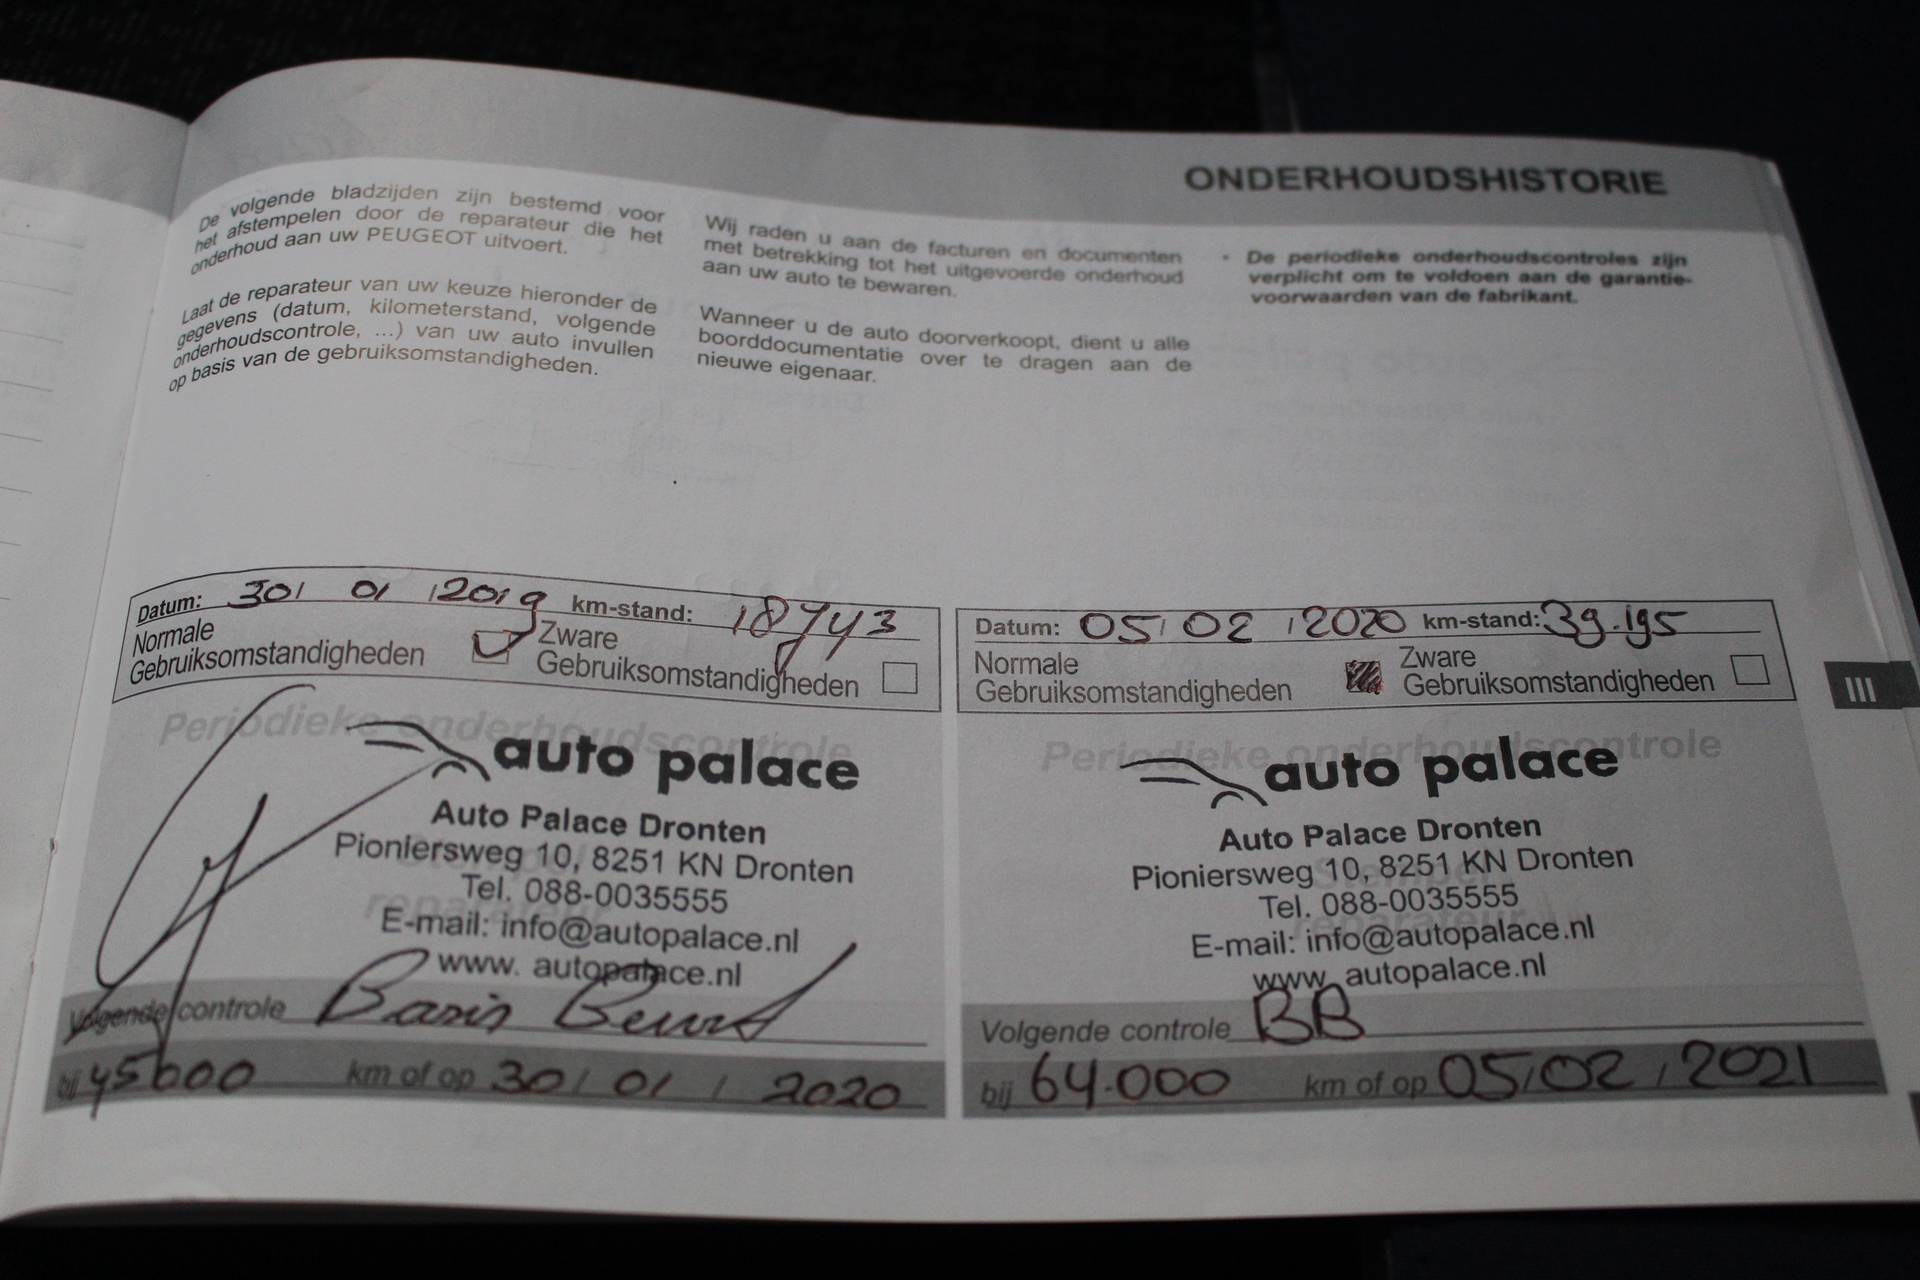 ONDERHOUDSHISTORIE
De volgende bladzijden zijn bestemd voor
het afstempelen door de reparateur die het
onderhoud aan uw PEUGEOT uitvoert.
Laat de reparateur van uw keuze hieronder de
gegevens (datum, kilometerstand, volgende
onderhoudscontrole, ...) van uw auto invullen
op basis van de gebruiksomstandigheden.
Wij raden u aan de facturen en documenten
met betrekking tot het uitgevoerde onderhoud
aan uw auto te bewaren.
Wanneer u de auto doorverkoopt, dient u alle
boorddocumentatie over te dragen aan de
nieuwe eigenaar.
• De periodieke onderhoudscontroles zijn
verplicht om te voldoen aan de garantie-
voorwaarden van de fabrikant.
Datum: 30/ 01 /2019 km-stand:
Normale Zware
Gebruiksomstandigheden Gebruiksomstandigheden
Periodieke onderhoudscontrole
auto palace
Auto Palace Dronten
Pioniersweg 10, 8251 KN Dronten
Tel. 088-0035555
E-mail: info@autopalace.nl
www. autopalace.nl
reparateur
Volgende controle Basis Beurt
bij 45000 km of op 30/ 01 / 2020
Datum: 05/ 02 /2020 km-stand: 39.195
Normale Zware
Gebruiksomstandigheden Gebruiksomstandigheden
Periodieke onderhoudscontrole
auto palace
Auto Palace Dronten
Pioniersweg 10, 8251 KN Dronten
Stempel
Tel. 088-0035555
reparateur
E-mail: info@autopalace.nl
www. autopalace.nl
Volgende controle BB
bij 64.000 km of op 05/02 /2021
III